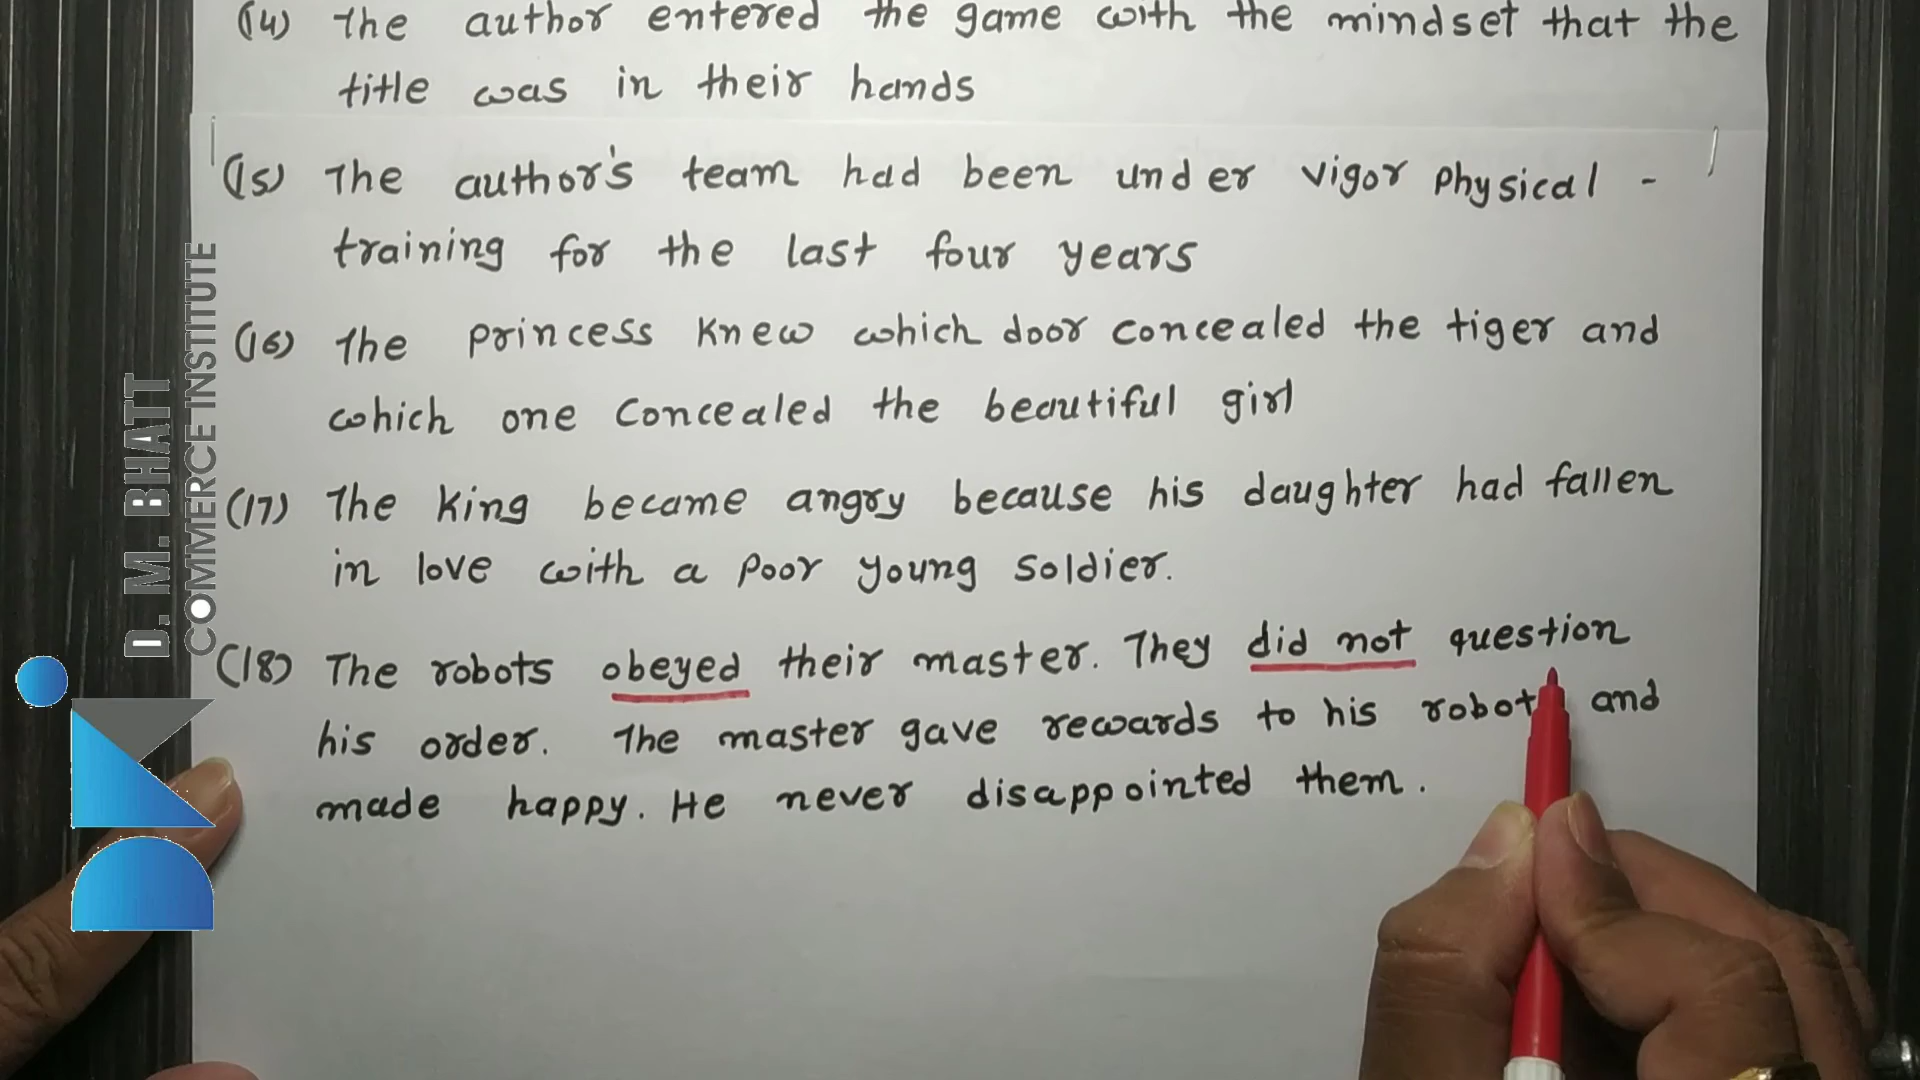 (14) The author entered the game with the mindset that the
title was in their hands
(15) The author's team had been under vigor physical -
training for the last four years
(16) The princess knew which door concealed the tiger and
which one concealed the beautiful girl
(17) The king became angry because his daughter had fallen
in love with a poor young soldier.
(18) The robots obeyed their master. They did not question
his order. The master gave rewards to his robot and
made happy. He never disappointed them.
D. M. BHATT
COMMERCE INSTITUTE